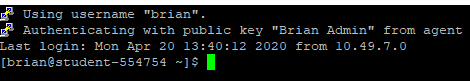 Using username "brian".
Authenticating with public key "Brian Admin" from agent
Last login: Mon Apr 20 13:40:12 2020 from 10.49.7.0
[brian@student-554754 ~]$